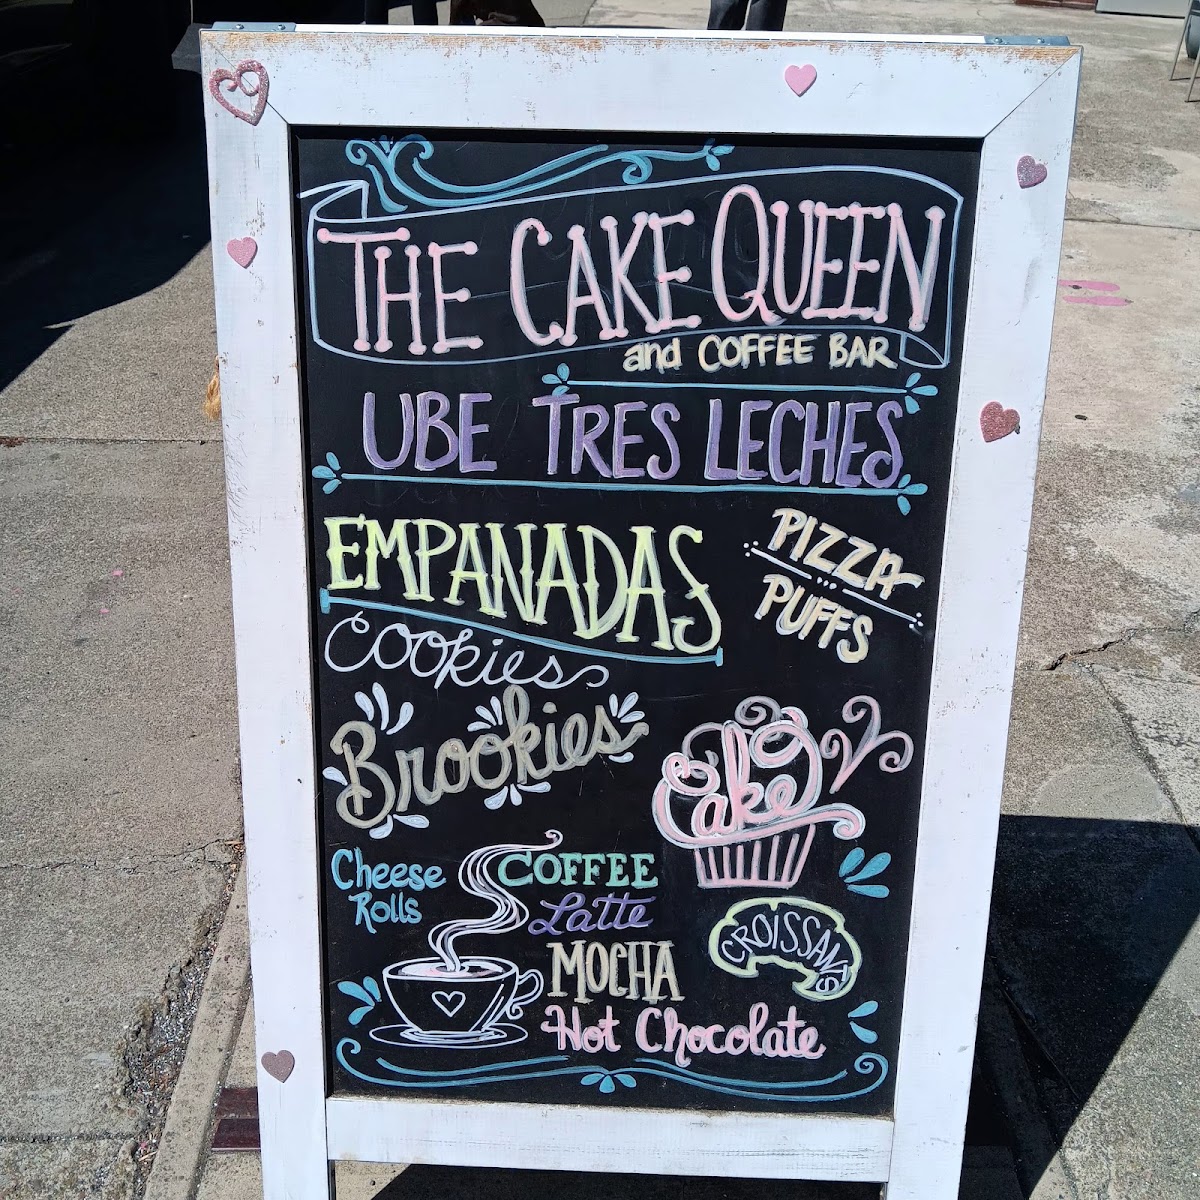 THE CAKE QUEEN
and COFFEE BAR
UBE TRES LECHES
EMPANADAS
PIZZA
PUFFS
Cookies
Brookies
Cake
Cheese
Rolls
COFFEE
Latte
MOCHA
Hot Chocolate
CROISSANTS